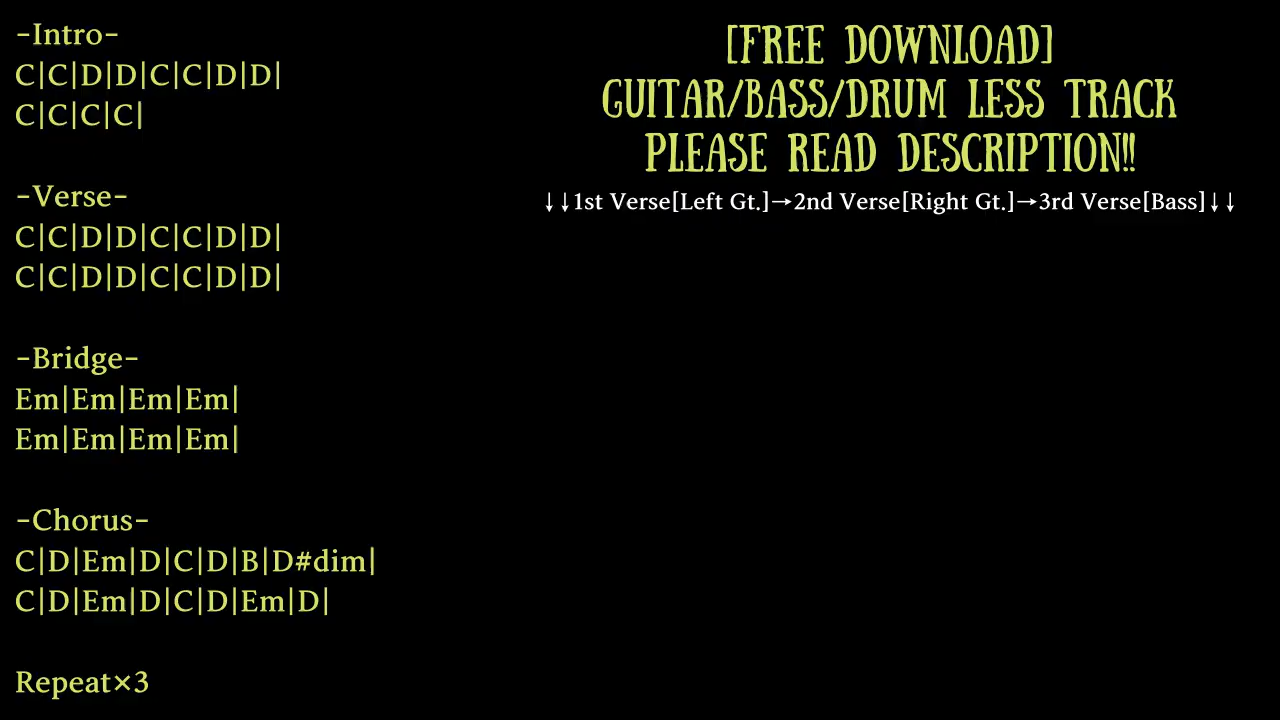 -Intro-
C|C|D|D|C|C|D|D|
C|C|C|C|
-Verse-
C|C|D|D|C|C|D|D|
C|C|D|D|C|C|D|D|
-Bridge-
Em|Em|Em|Em|
Em|Em|Em|Em|
-Chorus-
C|D|Em|D|C|D|B|D#dim|
C|D|Em|D|C|D|Em|D|
Repeat×3
[FREE DOWNLOAD]
GUITAR/BASS/DRUM LESS TRACK
PLEASE READ DESCRIPTION!!
↓↓1st Verse[Left Gt.]→2nd Verse[Right Gt.]→3rd Verse[Bass]↓↓